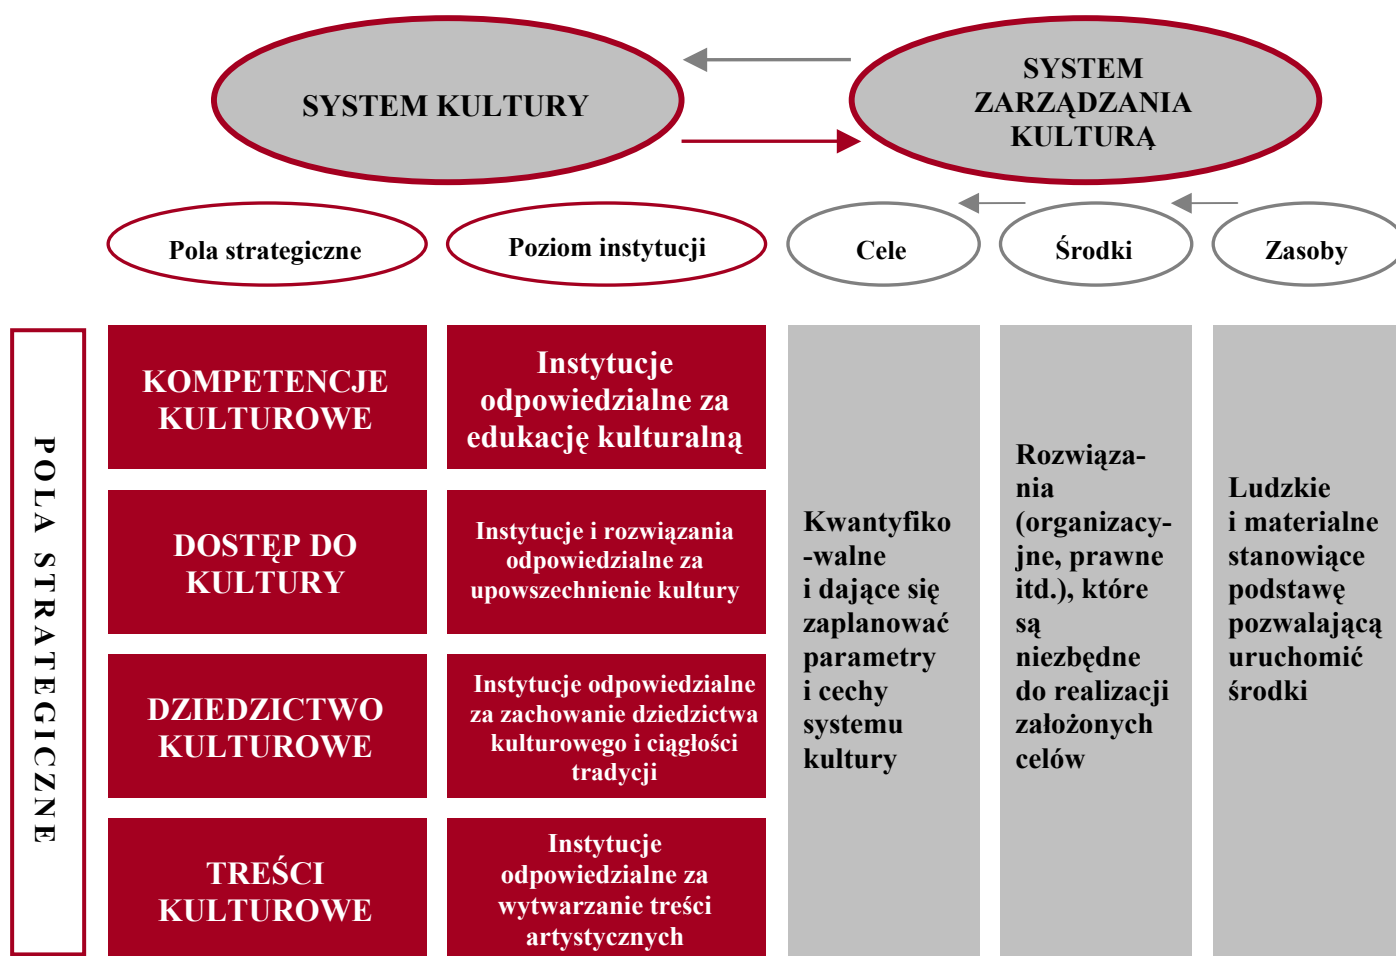 SYSTEM KULTURY
SYSTEM
ZARZĄDZANIA
KULTURĄ
Pola strategiczne
Poziom instytucji
Cele
Środki
Zasoby
POLA STRATEGICZNE
KOMPETENCJE
KULTUROWE
Instytucje
odpowiedzialne za
edukację kulturalną
DOSTĘP DO
KULTURY
Instytucje i rozwiązania
odpowiedzialne za
upowszechnienie kultury
DZIEDZICTWO
KULTUROWE
Instytucje odpowiedzialne
za zachowanie dziedzictwa
kulturowego i ciągłości
tradycji
TREŚCI
KULTUROWE
Instytucje
odpowiedzialne za
wytwarzanie treści
artystycznych
Kwantyfiko
-walne
i dające się
zaplanować
parametry
i cechy
systemu
kultury
Rozwiąza-
nia
(organizacy-
jne, prawne
itd.), które
są
niezbędne
do realizacji
założonych
celów
Ludzkie
i materialne
stanowiące
podstawę
pozwalającą
uruchomić
środki